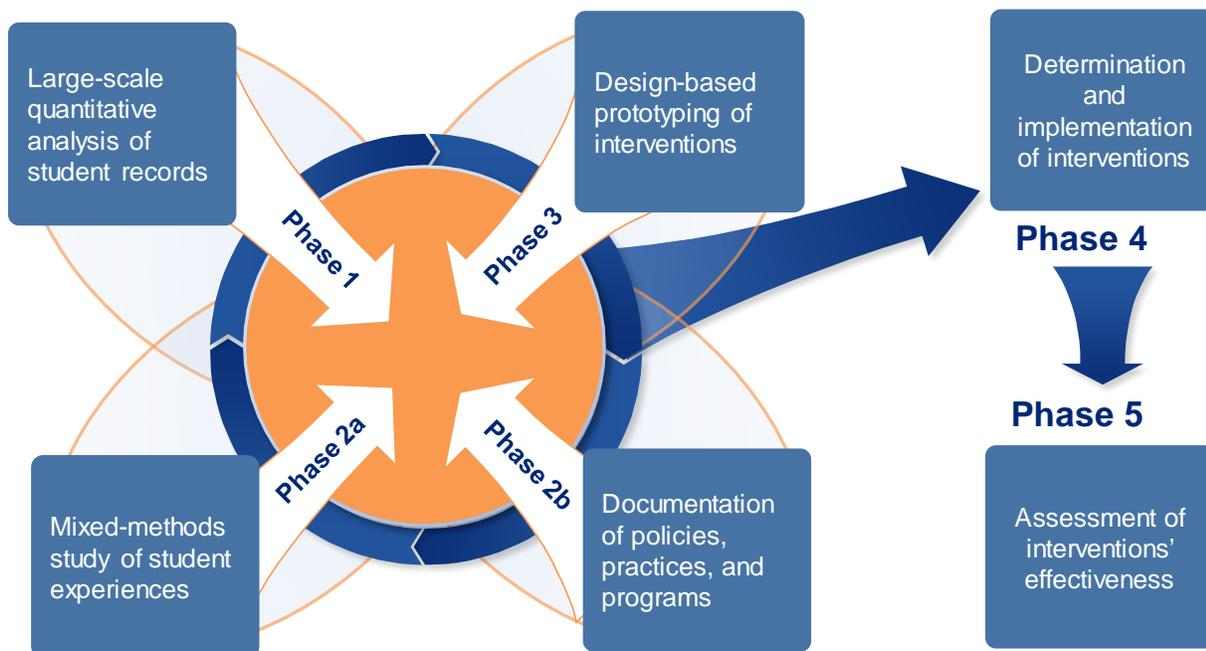 Large-scale
quantitative
analysis of
student records
Phase 1
Design-based
prototyping of
interventions
Phase 3
Mixed-methods
study of student
experiences
Phase 2a
Documentation
of policies,
practices, and
programs
Phase 2b
Determination
and
implementation
of interventions
Phase 4
Phase 5
Assessment of
interventions’
effectiveness